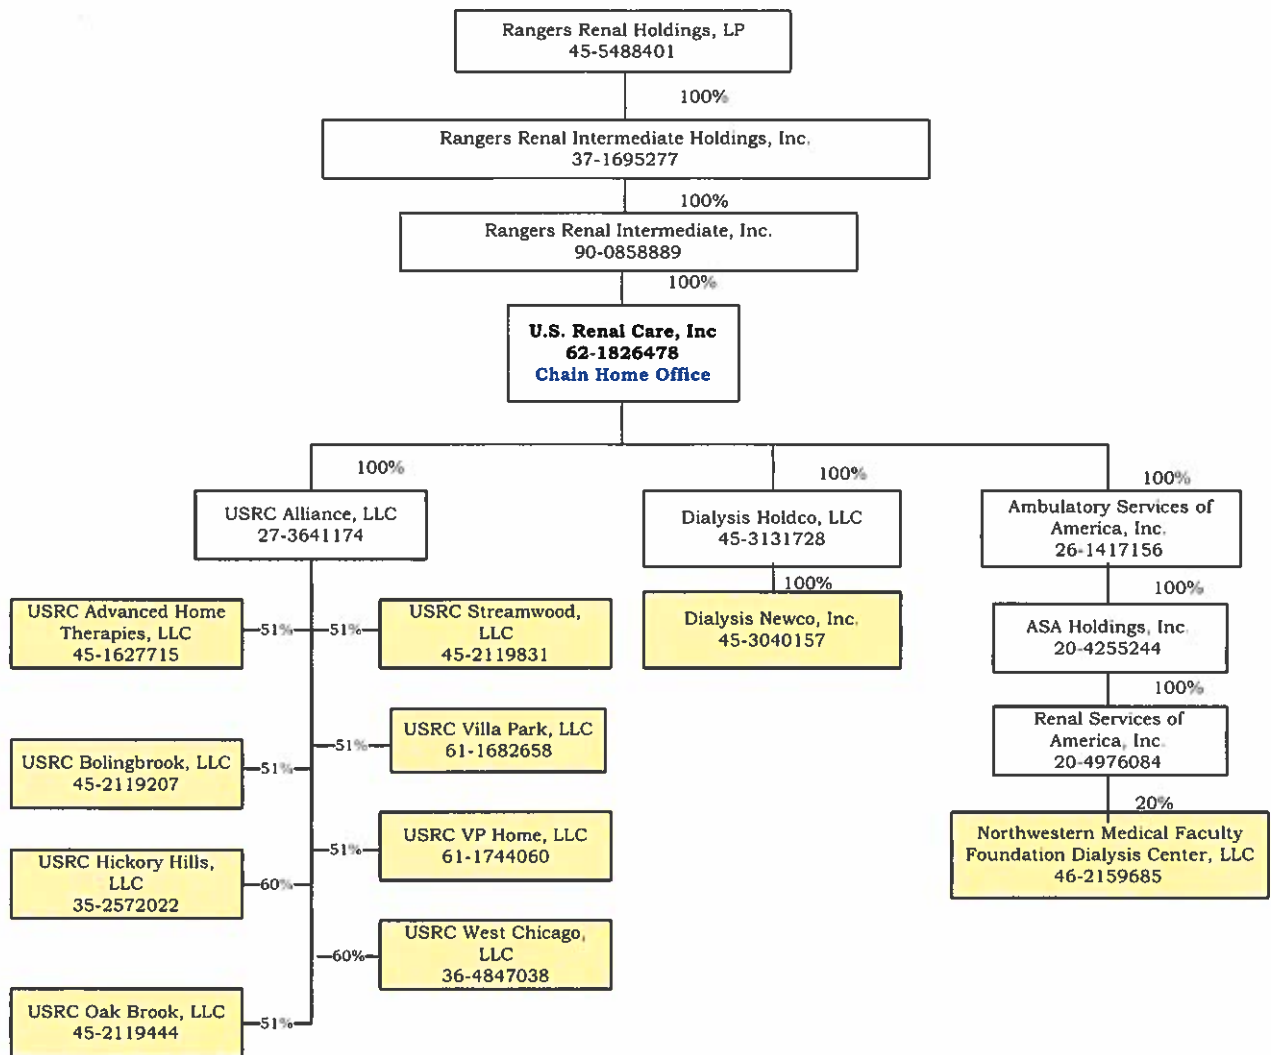 Rangers Renal Holdings, LP
45-5488401
100%
Rangers Renal Intermediate Holdings, Inc.
37-1695277
100%
Rangers Renal Intermediate, Inc.
90-0858889
100%
U.S. Renal Care, Inc
62-1826478
Chain Home Office
100%
USRC Alliance, LLC
27-3641174
100%
Dialysis Holdco, LLC
45-3131728
100%
Ambulatory Services of
America, Inc.
26-1417156
USRC Advanced Home
Therapies, LLC
45-1627715
51%
51%
USRC Streamwood,
LLC
45-2119831
100%
Dialysis Newco, Inc.
45-3040157
100%
ASA Holdings, Inc.
20-4255244
USRC Bolingbrook, LLC
45-2119207
51%
51%
USRC Villa Park, LLC
61-1682658
100%
Renal Services of
America, Inc.
20-4976084
USRC Hickory Hills,
LLC
35-2572022
60%
51%
USRC VP Home, LLC
61-1744060
20%
Northwestern Medical Faculty
Foundation Dialysis Center, LLC
46-2159685
60%
USRC West Chicago,
LLC
36-4847038
USRC Oak Brook, LLC
45-2119444
51%